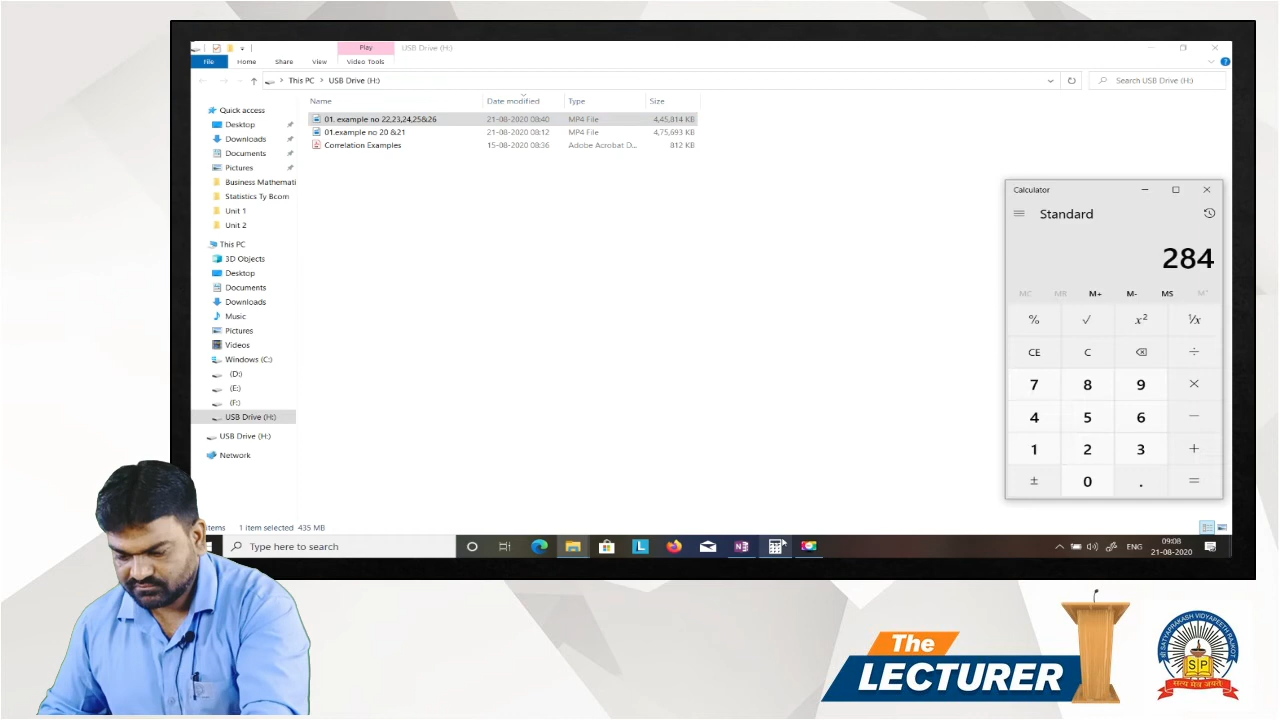 Play
USB Drive (H:)
File Home Share View Video Tools
This PC > USB Drive (H:)
Search USB Drive (H:)
Name Date modified Type Size
01. example no 22,23,24,25&26 21-08-2020 08:40 MP4 File 4,45,814 KB
01.example no 20 &21 21-08-2020 08:12 MP4 File 4,75,693 KB
Correlation Examples 15-08-2020 08:36 Adobe Acrobat D... 812 KB
Quick access
Desktop
Downloads
Documents
Pictures
Business Mathemati
Statistics Ty Bcom
Unit 1
Unit 2
This PC
3D Objects
Desktop
Documents
Downloads
Music
Pictures
Videos
Windows (C:)
(D:)
(E:)
(F:)
USB Drive (H:)
USB Drive (H:)
Network
items 1 item selected 435 MB
Calculator
Standard
284
MC MR M+ M- MS M˅
% √ x² ¹/x
CE C ÷
7 8 9 ×
4 5 6 −
1 2 3 +
± 0 . =
Type here to search
ENG
09:08
21-08-2020
The
LECTURER
SATYAPRAKASH VIDYAPEETH RAJKOT
SP
सत्य मेव जयते